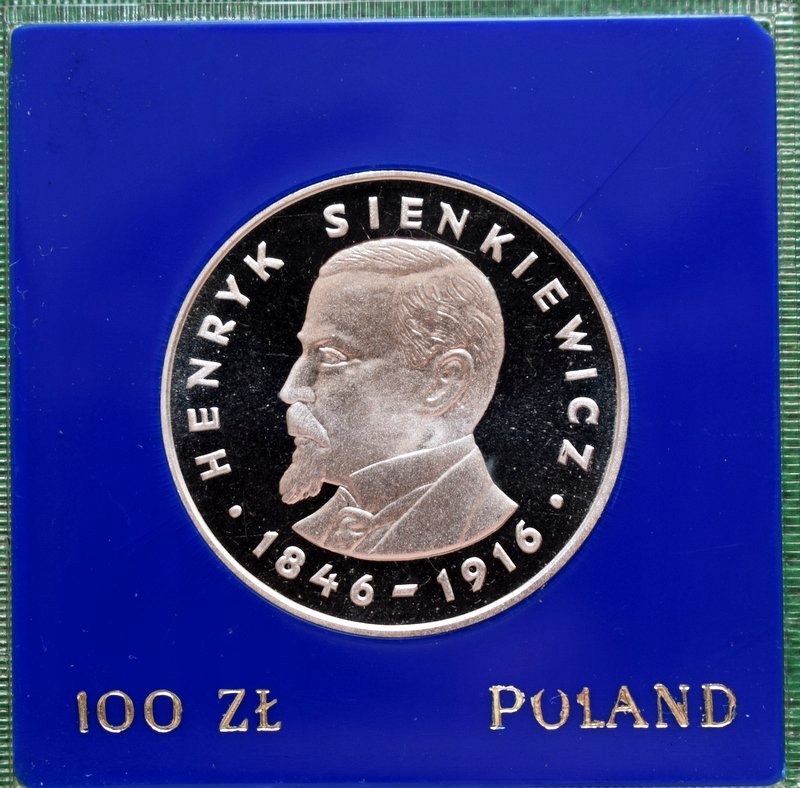 HENRYK SIENKIEWICZ
• 1846–1916 •
100 ZŁ POLAND